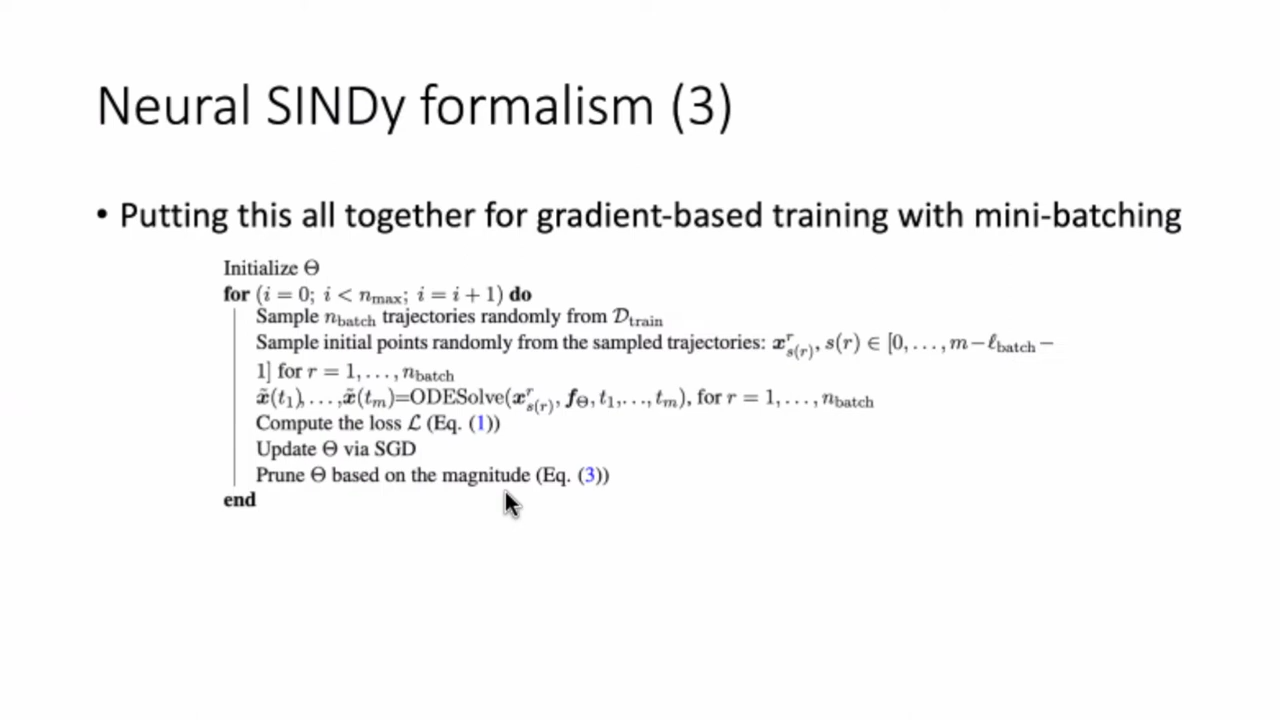 Neural SINDy formalism (3)
• Putting this all together for gradient-based training with mini-batching
Initialize Θ
for (i = 0; i < n_max; i = i + 1) do
Sample n_batch trajectories randomly from 𝒟_train
Sample initial points randomly from the sampled trajectories: x^r_{s(r)}, s(r) ∈ [0, . . . , m − ℓ_batch −
1] for r = 1, . . . , n_batch
x̃(t_1), . . . , x̃(t_m)=ODESolve(x^r_{s(r)}, f_Θ, t_1, . . . , t_m), for r = 1, . . . , n_batch
Compute the loss ℒ (Eq. (1))
Update Θ via SGD
Prune Θ based on the magnitude (Eq. (3))
end